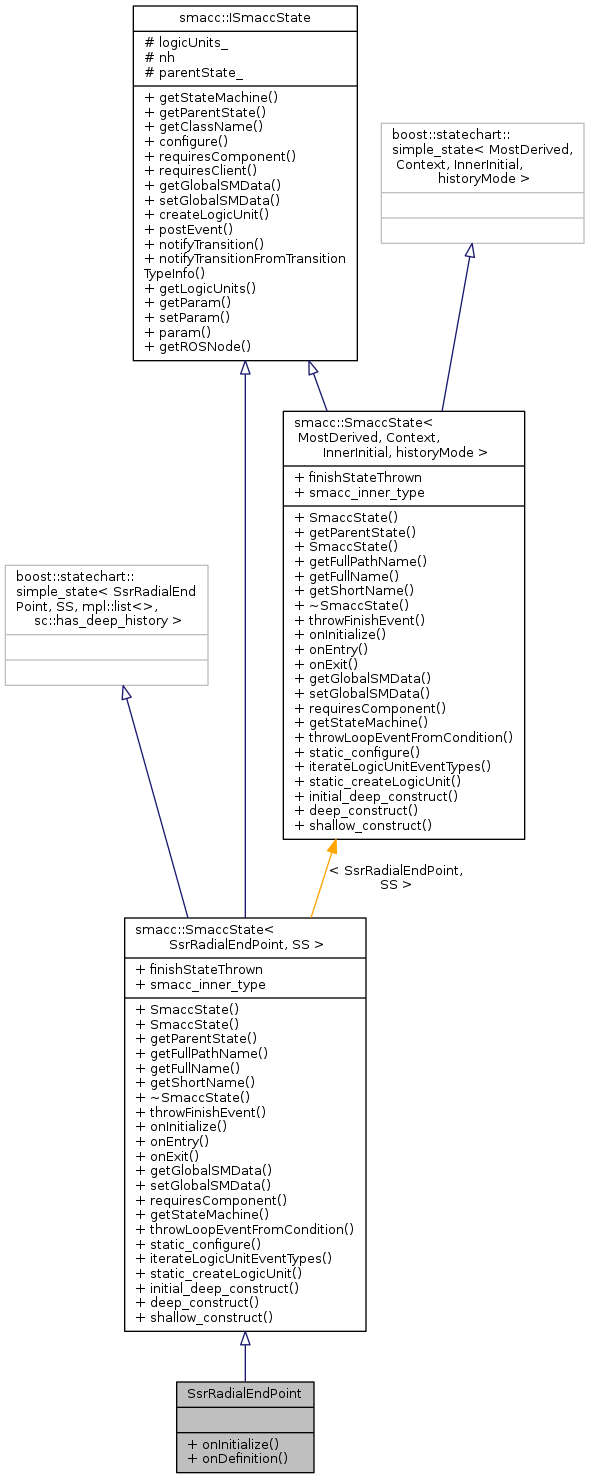 smacc::ISmaccState
# logicUnits_
# nh
# parentState_
+ getStateMachine()
+ getParentState()
+ getClassName()
+ configure()
+ requiresComponent()
+ requiresClient()
+ getGlobalSMData()
+ setGlobalSMData()
+ createLogicUnit()
+ postEvent()
+ notifyTransition()
+ notifyTransitionFromTransition
TypeInfo()
+ getLogicUnits()
+ getParam()
+ setParam()
+ param()
+ getROSNode()
boost::statechart::
simple_state< MostDerived,
Context, InnerInitial,
historyMode >
smacc::SmaccState<
MostDerived, Context,
InnerInitial, historyMode >
+ finishStateThrown
+ smacc_inner_type
+ SmaccState()
+ getParentState()
+ SmaccState()
+ getFullPathName()
+ getFullName()
+ getShortName()
+ ~SmaccState()
+ throwFinishEvent()
+ onInitialize()
+ onEntry()
+ onExit()
+ getGlobalSMData()
+ setGlobalSMData()
+ requiresComponent()
+ getStateMachine()
+ throwLoopEventFromCondition()
+ static_configure()
+ iterateLogicUnitEventTypes()
+ static_createLogicUnit()
+ initial_deep_construct()
+ deep_construct()
+ shallow_construct()
boost::statechart::
simple_state< SsrRadialEnd
Point, SS, mpl::list<>,
sc::has_deep_history >
< SsrRadialEndPoint,
SS >
smacc::SmaccState<
SsrRadialEndPoint, SS >
+ finishStateThrown
+ smacc_inner_type
+ SmaccState()
+ SmaccState()
+ getParentState()
+ getFullPathName()
+ getFullName()
+ getShortName()
+ ~SmaccState()
+ throwFinishEvent()
+ onInitialize()
+ onEntry()
+ onExit()
+ getGlobalSMData()
+ setGlobalSMData()
+ requiresComponent()
+ getStateMachine()
+ throwLoopEventFromCondition()
+ static_configure()
+ iterateLogicUnitEventTypes()
+ static_createLogicUnit()
+ initial_deep_construct()
+ deep_construct()
+ shallow_construct()
SsrRadialEndPoint
+ onInitialize()
+ onDefinition()